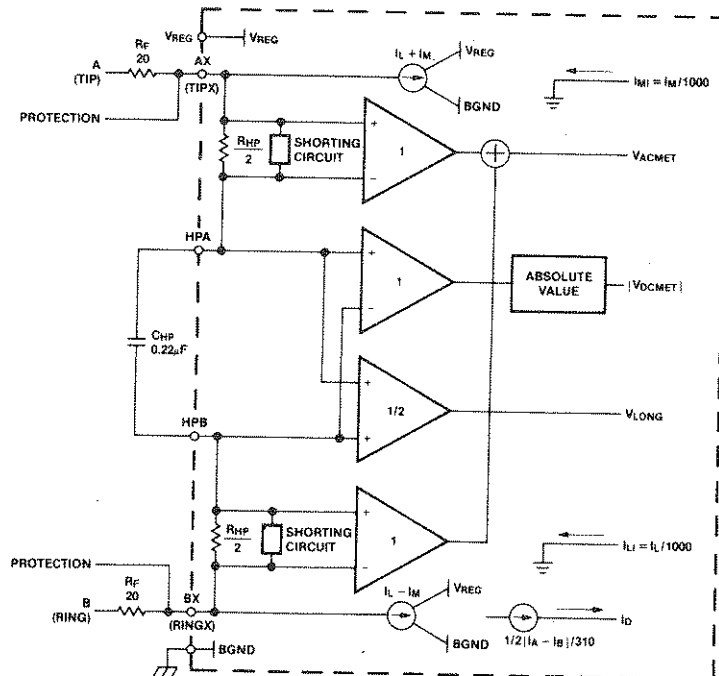 VREG
VREG
RF
20
A
(TIP)
AX
(TIPX)
IL + IM
VREG
BGND
IMI = IM/1000
PROTECTION
RHP
2
SHORTING
CIRCUIT
+
−
1
+
VACMET
HPA
+
−
1
ABSOLUTE
VALUE
|VDCMET|
CHP
0.22µF
+
+
1/2
VLONG
HPB
RHP
2
SHORTING
CIRCUIT
+
−
1
ILI = IL/1000
PROTECTION
RF
20
B
(RING)
BX
(RINGX)
IL − IM
VREG
BGND
ID
1/2|IA − IB|/310
BGND